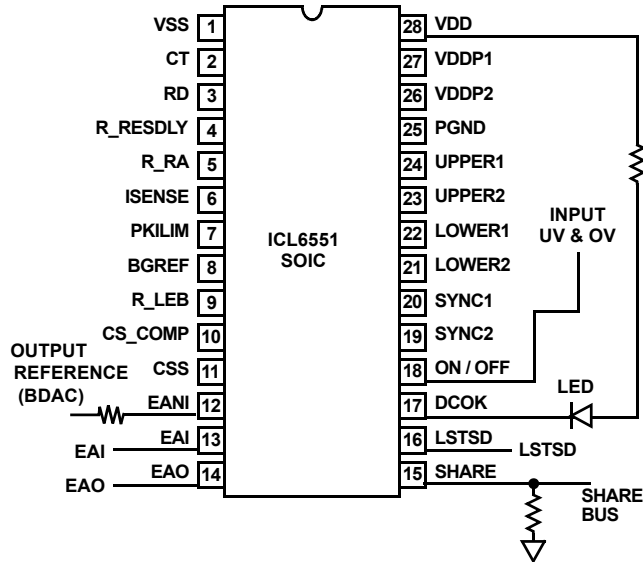 VSS 1
CT 2
RD 3
R_RESDLY 4
R_RA 5
ISENSE 6
PKILIM 7
BGREF 8
R_LEB 9
CS_COMP 10
CSS 11
EANI 12
EAI 13
EAO 14
OUTPUT
REFERENCE
(BDAC)
EAI
EAO
ICL6551
SOIC
28 VDD
27 VDDP1
26 VDDP2
25 PGND
24 UPPER1
23 UPPER2
22 LOWER1
21 LOWER2
20 SYNC1
19 SYNC2
18 ON / OFF
17 DCOK
16 LSTSD
15 SHARE
INPUT
UV & OV
LED
LSTSD
SHARE
BUS